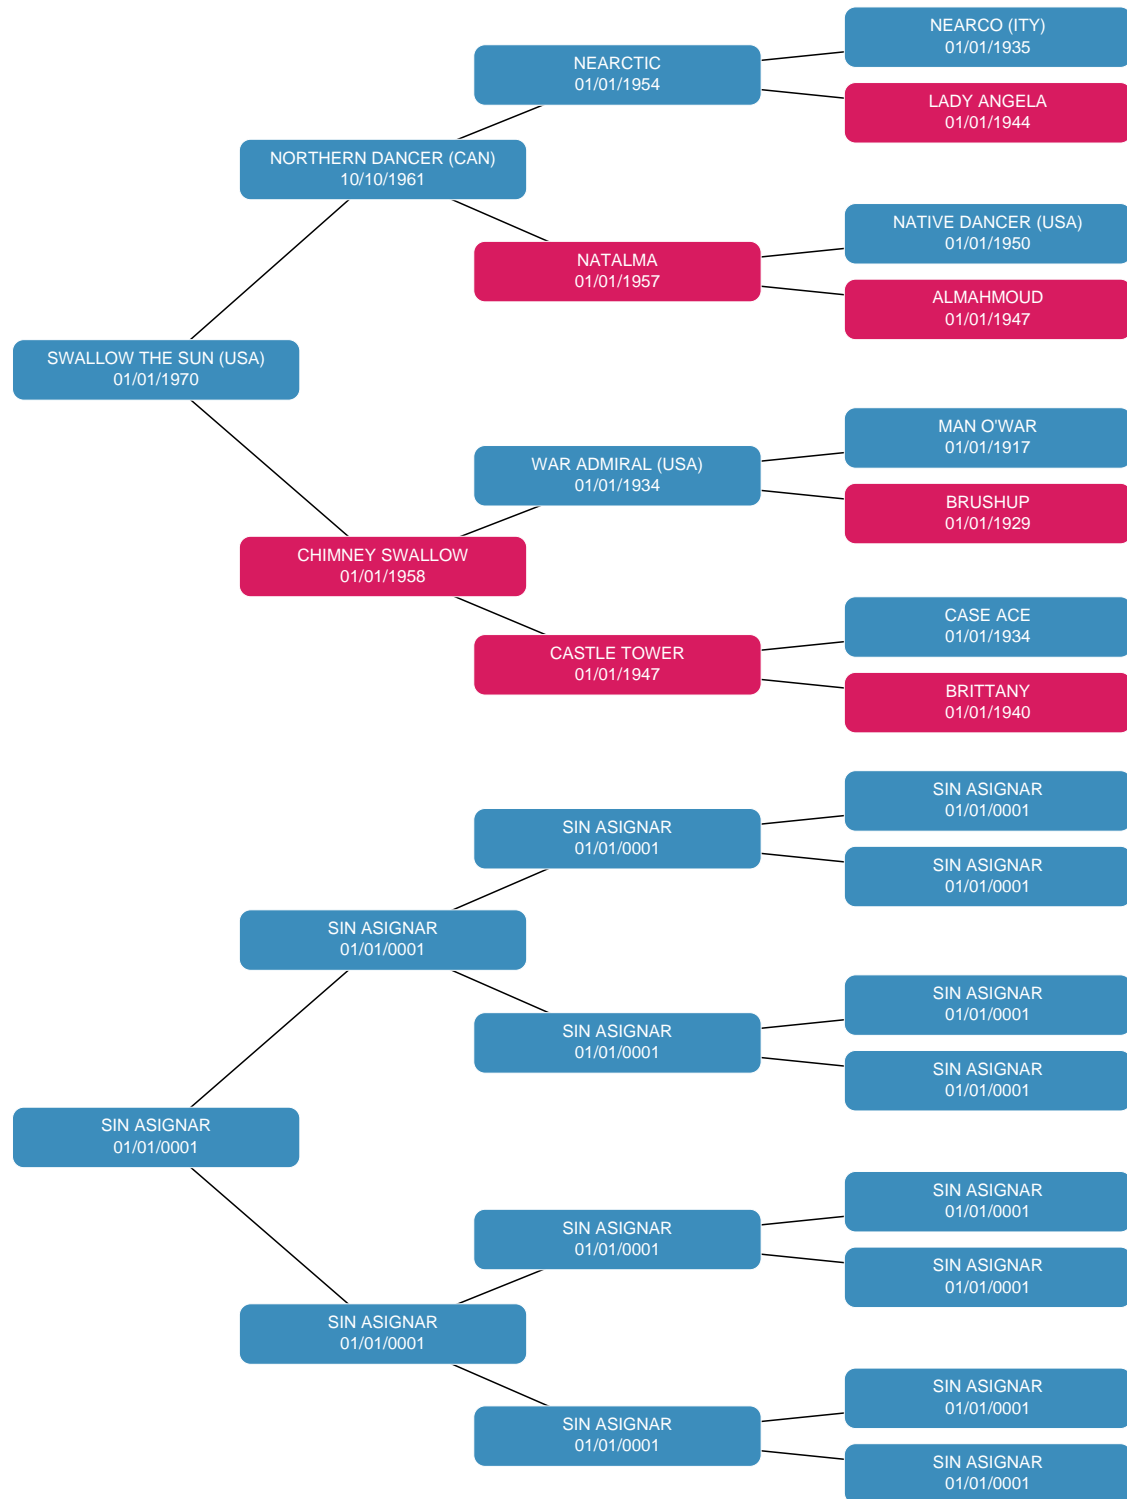 NEARCO (ITY)
01/01/1935
NEARCTIC
01/01/1954
LADY ANGELA
01/01/1944
NORTHERN DANCER (CAN)
10/10/1961
NATIVE DANCER (USA)
01/01/1950
NATALMA
01/01/1957
ALMAHMOUD
01/01/1947
SWALLOW THE SUN (USA)
01/01/1970
MAN O'WAR
01/01/1917
WAR ADMIRAL (USA)
01/01/1934
BRUSHUP
01/01/1929
CHIMNEY SWALLOW
01/01/1958
CASE ACE
01/01/1934
CASTLE TOWER
01/01/1947
BRITTANY
01/01/1940
SIN ASIGNAR
01/01/0001
SIN ASIGNAR
01/01/0001
SIN ASIGNAR
01/01/0001
SIN ASIGNAR
01/01/0001
SIN ASIGNAR
01/01/0001
SIN ASIGNAR
01/01/0001
SIN ASIGNAR
01/01/0001
SIN ASIGNAR
01/01/0001
SIN ASIGNAR
01/01/0001
SIN ASIGNAR
01/01/0001
SIN ASIGNAR
01/01/0001
SIN ASIGNAR
01/01/0001
SIN ASIGNAR
01/01/0001
SIN ASIGNAR
01/01/0001
SIN ASIGNAR
01/01/0001